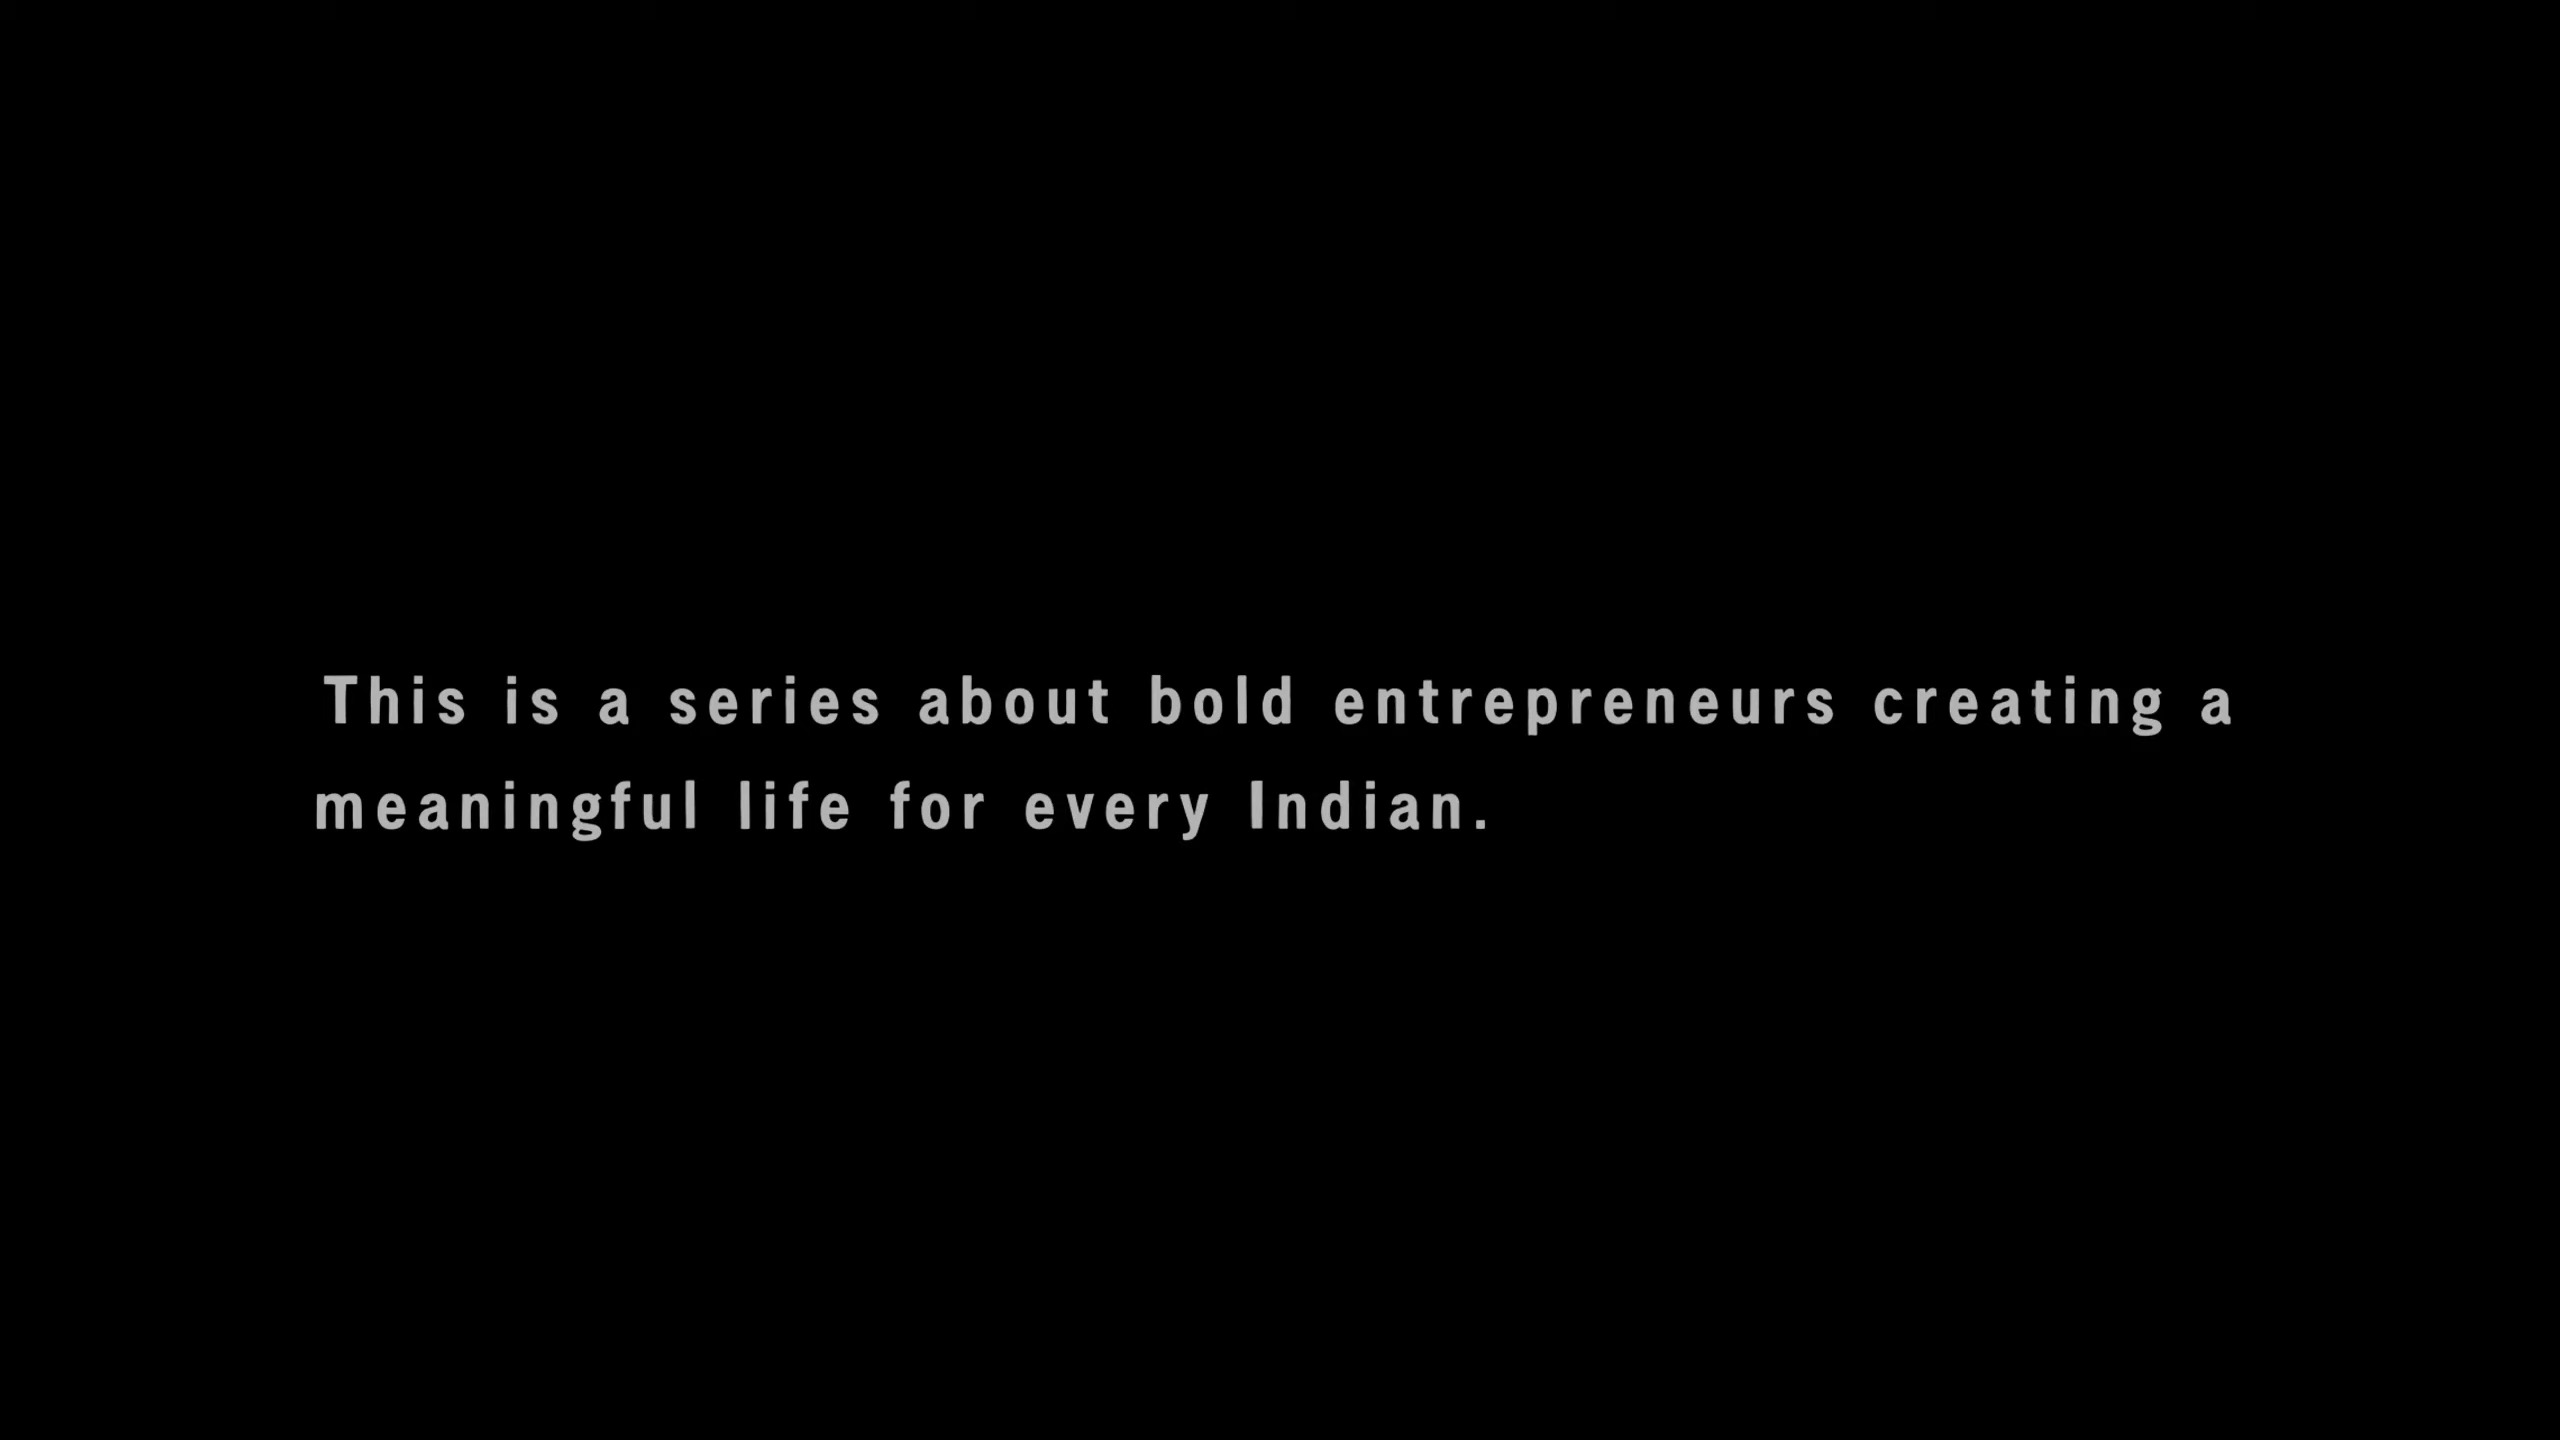 This is a series about bold entrepreneurs creating a
meaningful life for every Indian.